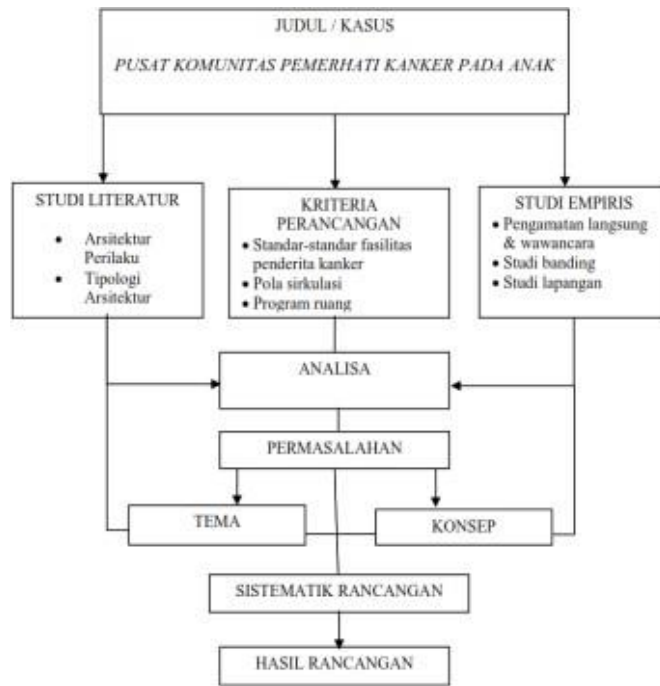 JUDUL / KASUS
PUSAT KOMUNITAS PEMERHATI KANKER PADA ANAK
STUDI LITERATUR
• Arsitektur
Perilaku
• Tipologi
Arsitektur
KRITERIA
PERANCANGAN
• Standar-standar fasilitas
penderita kanker
• Pola sirkulasi
• Program ruang
STUDI EMPIRIS
• Pengamatan langsung
& wawancara
• Studi banding
• Studi lapangan
ANALISA
PERMASALAHAN
TEMA
KONSEP
SISTEMATIK RANCANGAN
HASIL RANCANGAN